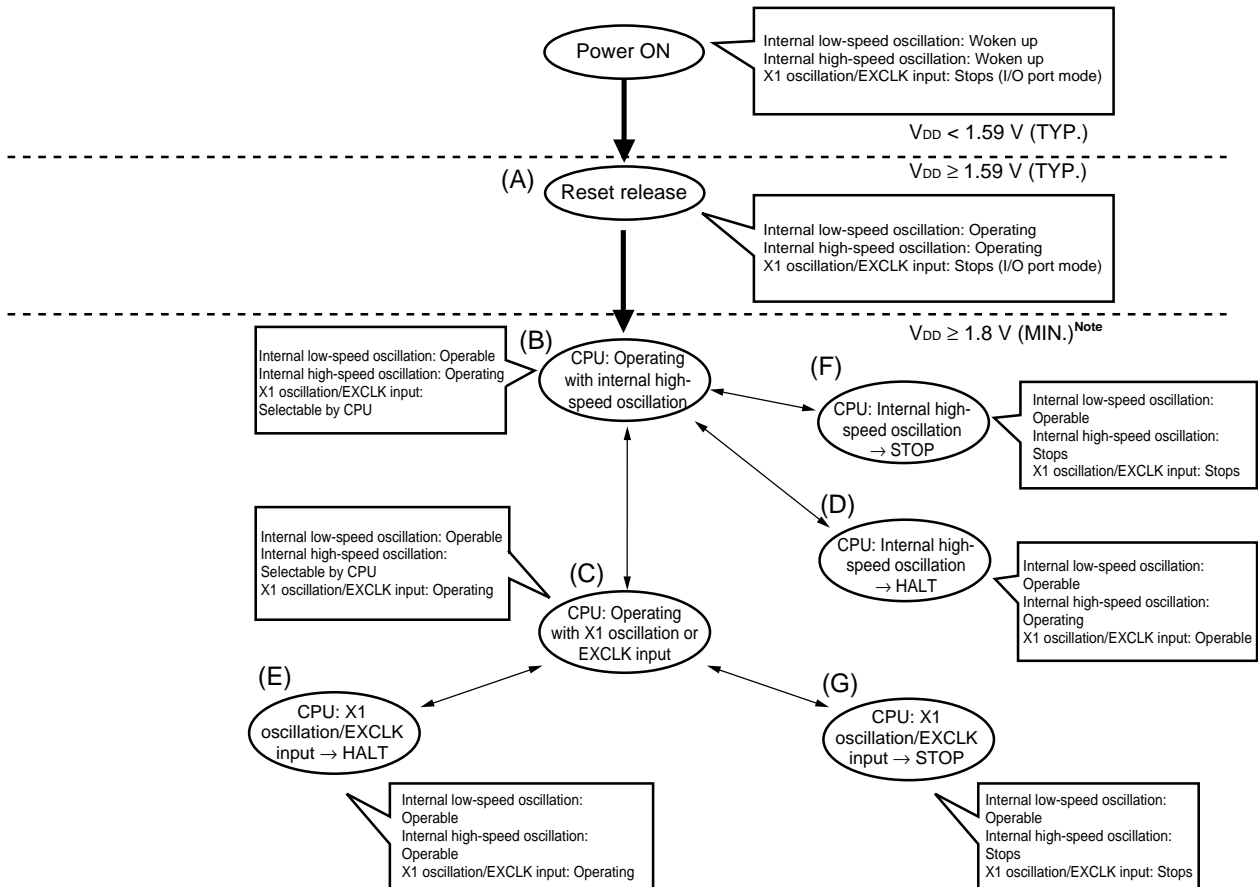 Power ON
Internal low-speed oscillation: Woken up
Internal high-speed oscillation: Woken up
X1 oscillation/EXCLK input: Stops (I/O port mode)
VDD < 1.59 V (TYP.)
VDD ≥ 1.59 V (TYP.)
(A)
Reset release
Internal low-speed oscillation: Operating
Internal high-speed oscillation: Operating
X1 oscillation/EXCLK input: Stops (I/O port mode)
VDD ≥ 1.8 V (MIN.)Note
(B)
Internal low-speed oscillation: Operable
Internal high-speed oscillation: Operating
X1 oscillation/EXCLK input:
Selectable by CPU
CPU: Operating
with internal high-
speed oscillation
(F)
CPU: Internal high-
speed oscillation
→ STOP
Internal low-speed oscillation:
Operable
Internal high-speed oscillation:
Stops
X1 oscillation/EXCLK input: Stops
(D)
CPU: Internal high-
speed oscillation
→ HALT
Internal low-speed oscillation:
Operable
Internal high-speed oscillation:
Operating
X1 oscillation/EXCLK input: Operable
Internal low-speed oscillation: Operable
Internal high-speed oscillation:
Selectable by CPU
X1 oscillation/EXCLK input: Operating
(C)
CPU: Operating
with X1 oscillation or
EXCLK input
(E)
CPU: X1
oscillation/EXCLK
input → HALT
(G)
CPU: X1
oscillation/EXCLK
input → STOP
Internal low-speed oscillation:
Operable
Internal high-speed oscillation:
Operable
X1 oscillation/EXCLK input: Operating
Internal low-speed oscillation:
Operable
Internal high-speed oscillation:
Stops
X1 oscillation/EXCLK input: Stops